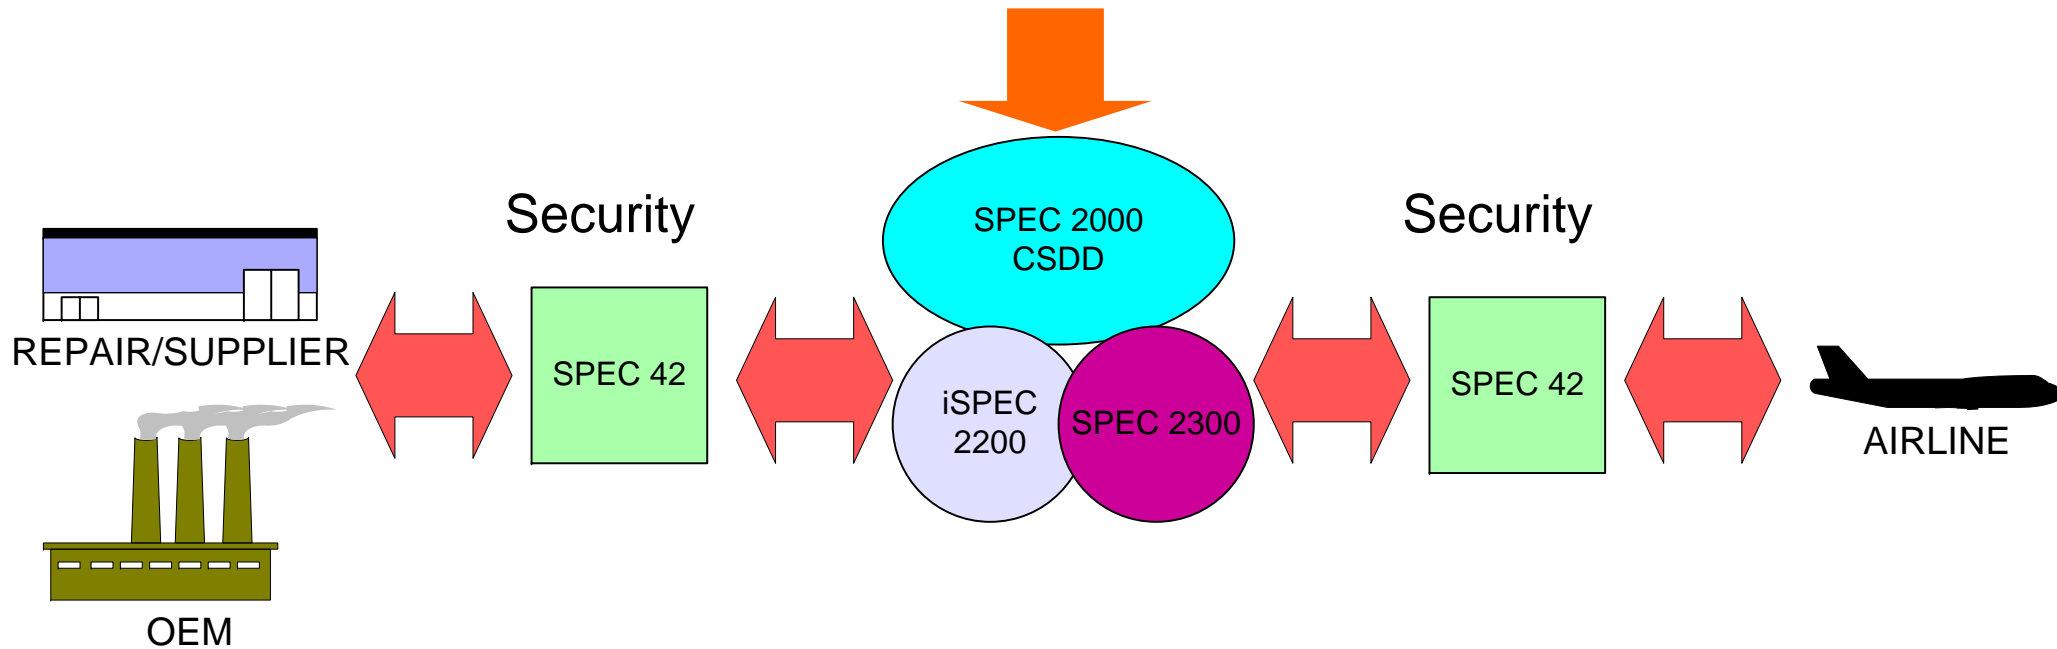 Security
Security
SPEC 2000
CSDD
REPAIR/SUPPLIER
SPEC 42
SPEC 42
iSPEC
2200
SPEC 2300
AIRLINE
OEM